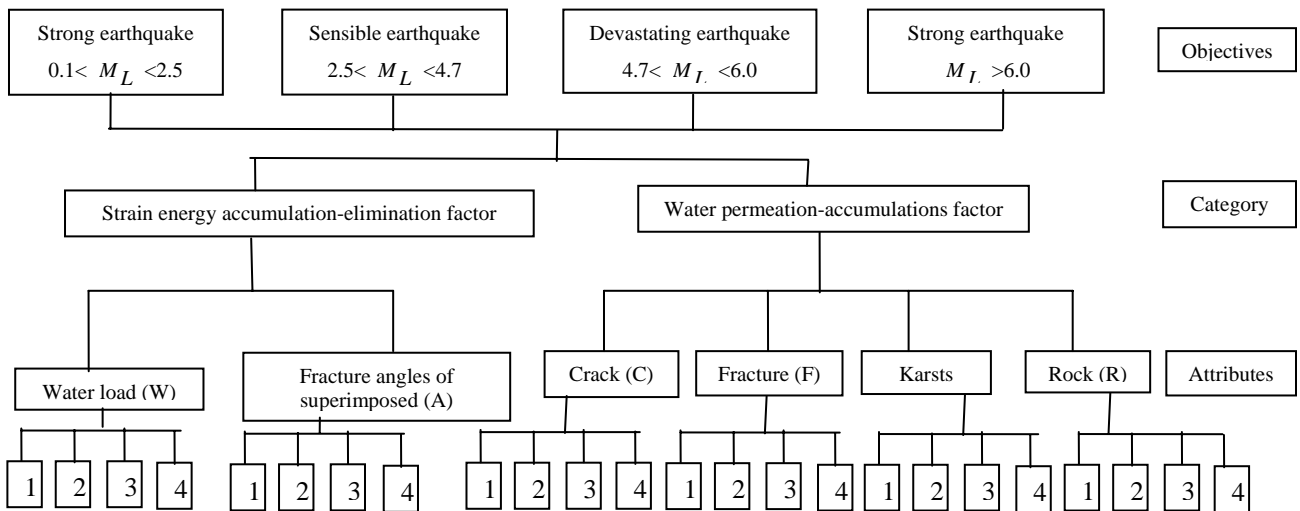 Strong earthquake
0.1< M_L <2.5
Sensible earthquake
2.5< M_L <4.7
Devastating earthquake
4.7< M_L <6.0
Strong earthquake
M_L >6.0
Objectives
Strain energy accumulation-elimination factor
Water permeation-accumulations factor
Category
Water load (W)
Fracture angles of
superimposed (A)
Crack (C)
Fracture (F)
Karsts
Rock (R)
Attributes
1 2 3 4
1 2 3 4
1 2 3 4
1 2 3 4
1 2 3 4
1 2 3 4